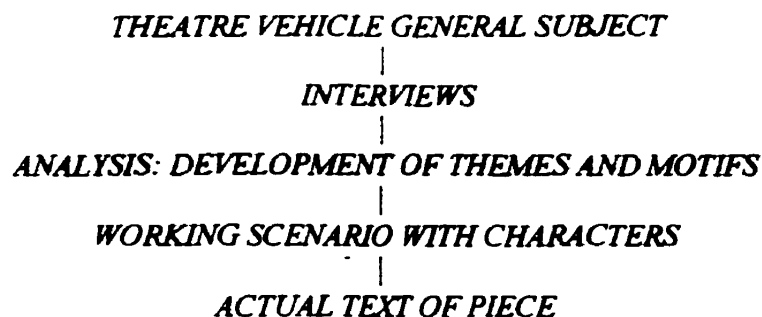 THEATRE VEHICLE GENERAL SUBJECT
INTERVIEWS
ANALYSIS: DEVELOPMENT OF THEMES AND MOTIFS
WORKING SCENARIO WITH CHARACTERS
ACTUAL TEXT OF PIECE